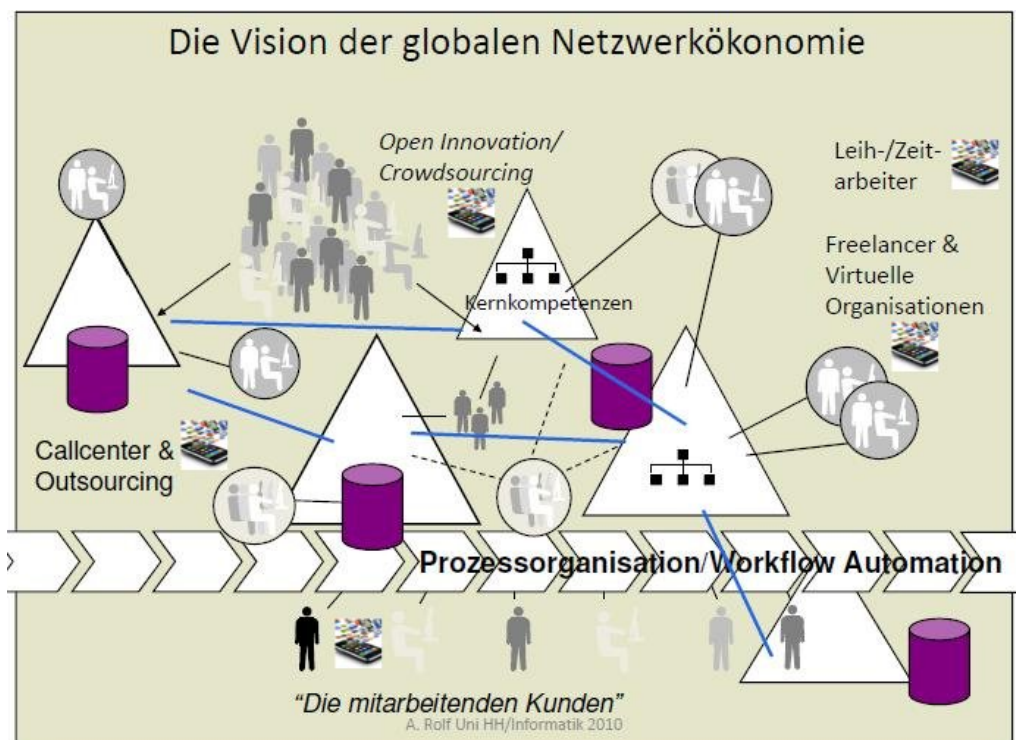 Die Vision der globalen Netzwerkökonomie
Open Innovation/
Crowdsourcing
Leih-/Zeit-
arbeiter
Freelancer &
Virtuelle
Organisationen
Kernkompetenzen
Callcenter &
Outsourcing
Prozessorganisation/Workflow Automation
"Die mitarbeitenden Kunden"
A. Rolf Uni HH/Informatik 2010